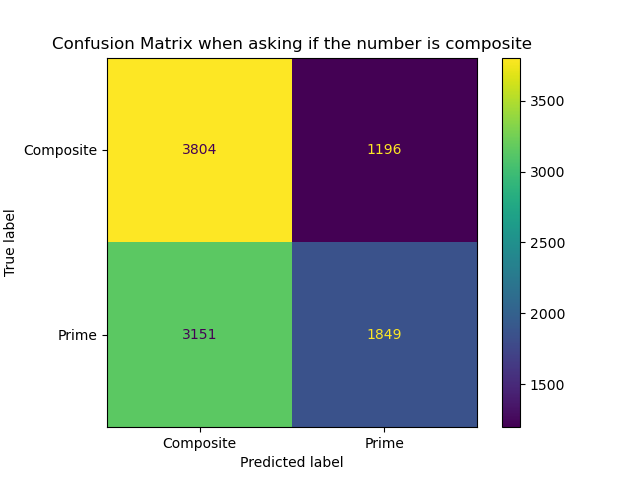 Confusion Matrix when asking if the number is composite
True label
Composite
3804
1196
Prime
3151
1849
Composite
Prime
Predicted label
3500
3000
2500
2000
1500